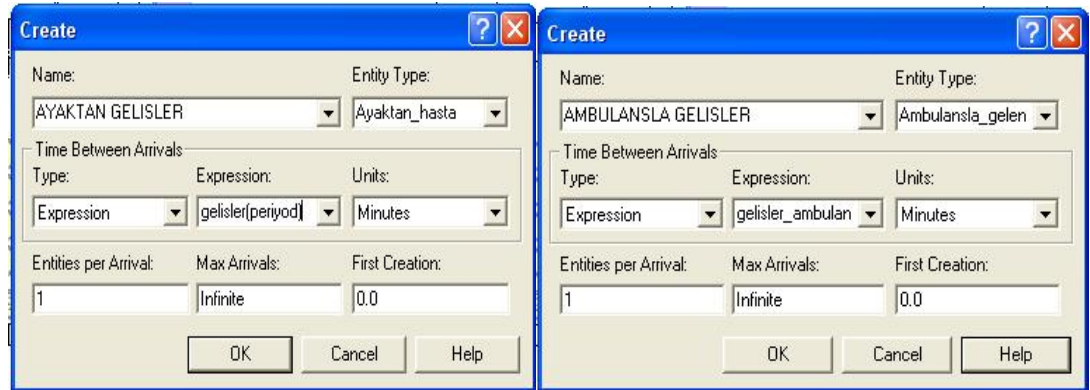 Create
Name: Entity Type:
AYAKTAN GELISLER Ayaktan_hasta
Time Between Arrivals
Type: Expression: Units:
Expression gelisler(periyod) Minutes
Entities per Arrival: Max Arrivals: First Creation:
1 Infinite 0.0
OK Cancel Help
Create
Name: Entity Type:
AMBULANSLA GELISLER Ambulansla_gelen
Time Between Arrivals
Type: Expression: Units:
Expression gelisler_ambulan Minutes
Entities per Arrival: Max Arrivals: First Creation:
1 Infinite 0.0
OK Cancel Help